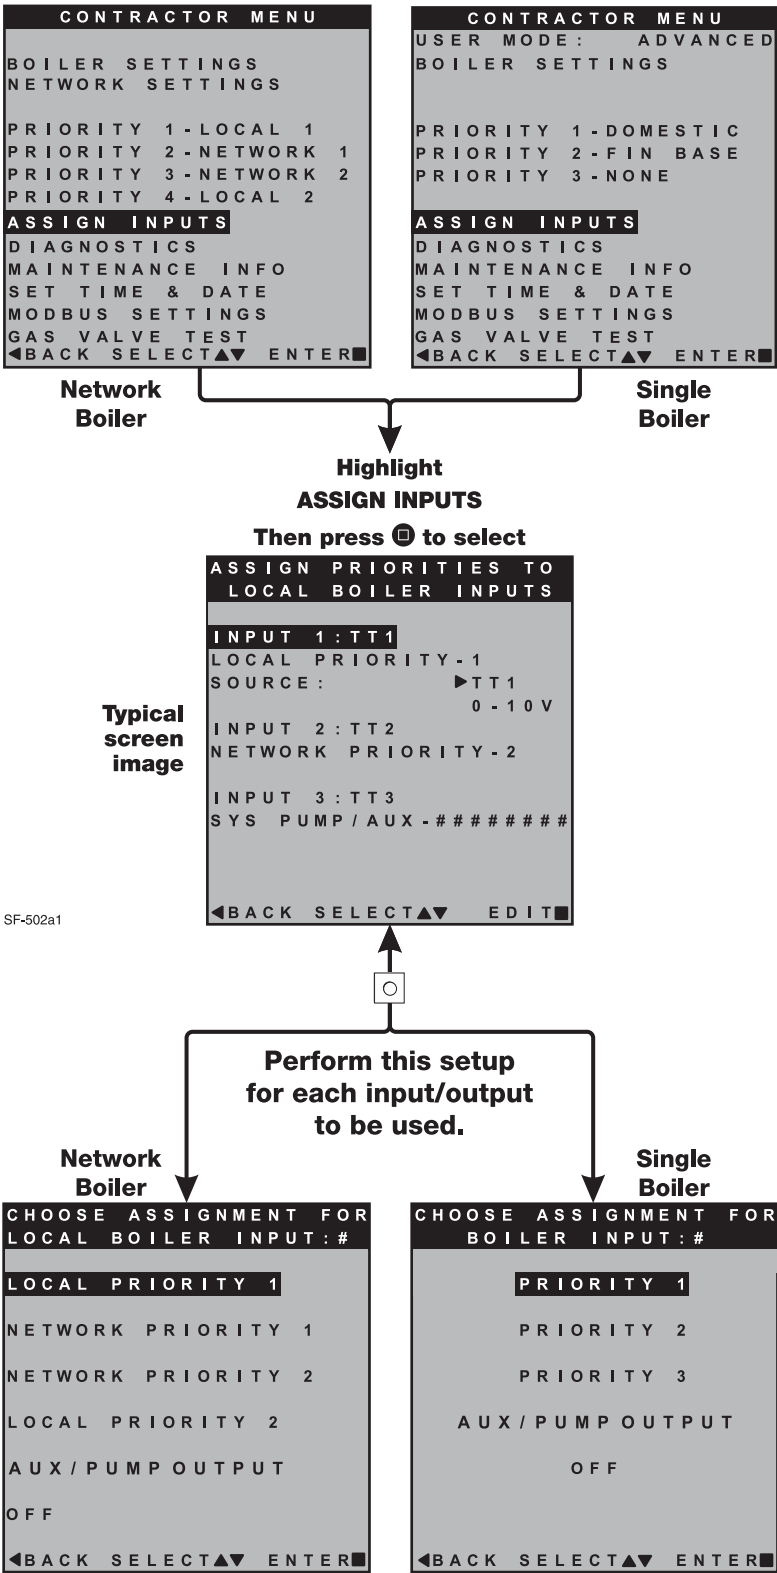 CONTRACTOR MENU
BOILER SETTINGS
NETWORK SETTINGS
PRIORITY 1-LOCAL 1
PRIORITY 2-NETWORK 1
PRIORITY 3-NETWORK 2
PRIORITY 4-LOCAL 2
ASSIGN INPUTS
DIAGNOSTICS
MAINTENANCE INFO
SET TIME & DATE
MODBUS SETTINGS
GAS VALVE TEST
◀BACK SELECT▲▼ ENTER■
CONTRACTOR MENU
USER MODE: ADVANCED
BOILER SETTINGS
PRIORITY 1-DOMESTIC
PRIORITY 2-FIN BASE
PRIORITY 3-NONE
ASSIGN INPUTS
DIAGNOSTICS
MAINTENANCE INFO
SET TIME & DATE
MODBUS SETTINGS
GAS VALVE TEST
◀BACK SELECT▲▼ ENTER■
Network
Boiler
Single
Boiler
Highlight
ASSIGN INPUTS
Then press to select
ASSIGN PRIORITIES TO
LOCAL BOILER INPUTS
INPUT 1:TT1
LOCAL PRIORITY-1
SOURCE: ▶TT1
0-10V
INPUT 2:TT2
NETWORK PRIORITY-2
INPUT 3:TT3
SYS PUMP/AUX-########
◀BACK SELECT▲▼ EDIT■
Typical
screen
image
SF-502a1
Perform this setup
for each input/output
to be used.
Network
Boiler
Single
Boiler
CHOOSE ASSIGNMENT FOR
LOCAL BOILER INPUT:#
LOCAL PRIORITY 1
NETWORK PRIORITY 1
NETWORK PRIORITY 2
LOCAL PRIORITY 2
AUX/PUMP OUTPUT
OFF
◀BACK SELECT▲▼ ENTER■
CHOOSE ASSIGNMENT FOR
BOILER INPUT:#
PRIORITY 1
PRIORITY 2
PRIORITY 3
AUX/PUMP OUTPUT
OFF
◀BACK SELECT▲▼ ENTER■